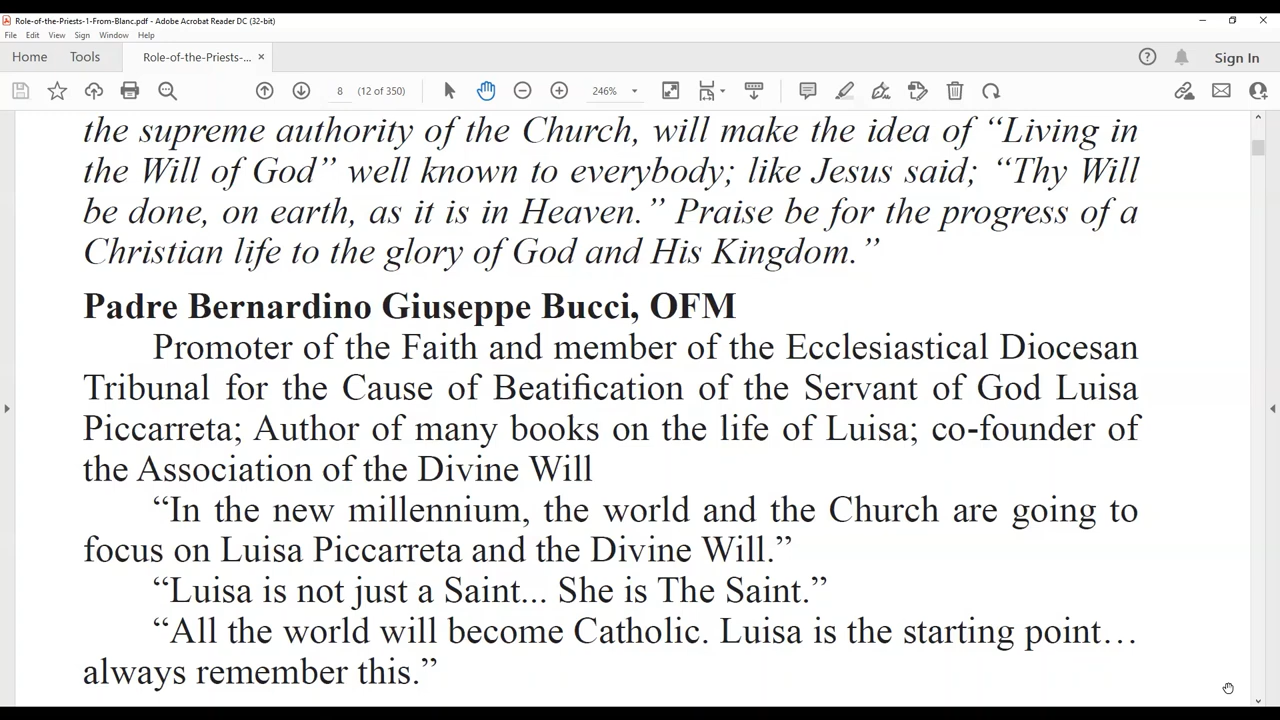 Role-of-the-Priests-1-From-Blanc.pdf - Adobe Acrobat Reader DC (32-bit)
File Edit View Sign Window Help
Home Tools Role-of-the-Priests-... × Sign In
8 (12 of 350) 246%
the supreme authority of the Church, will make the idea of “Living in
the Will of God” well known to everybody; like Jesus said; “Thy Will
be done, on earth, as it is in Heaven.” Praise be for the progress of a
Christian life to the glory of God and His Kingdom.”
Padre Bernardino Giuseppe Bucci, OFM
Promoter of the Faith and member of the Ecclesiastical Diocesan
Tribunal for the Cause of Beatification of the Servant of God Luisa
Piccarreta; Author of many books on the life of Luisa; co-founder of
the Association of the Divine Will
“In the new millennium, the world and the Church are going to
focus on Luisa Piccarreta and the Divine Will.”
“Luisa is not just a Saint... She is The Saint.”
“All the world will become Catholic. Luisa is the starting point…
always remember this.”